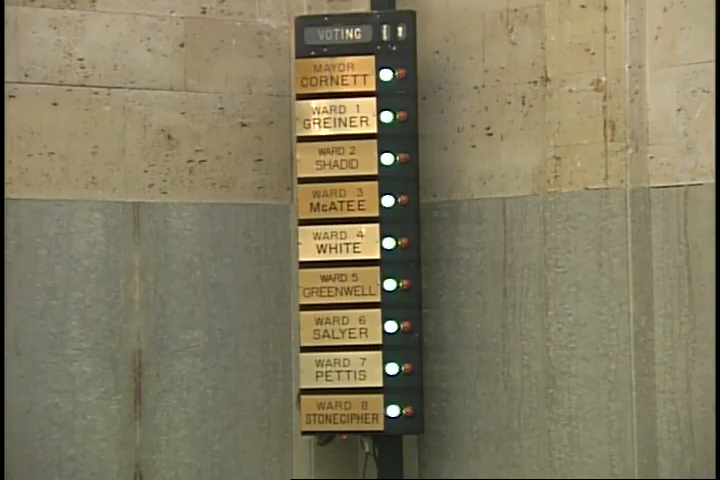 VOTING
MAYOR
CORNETT
WARD 1
GREINER
WARD 2
SHADID
WARD 3
McATEE
WARD 4
WHITE
WARD 5
GREENWELL
WARD 6
SALYER
WARD 7
PETTIS
WARD 8
STONECIPHER